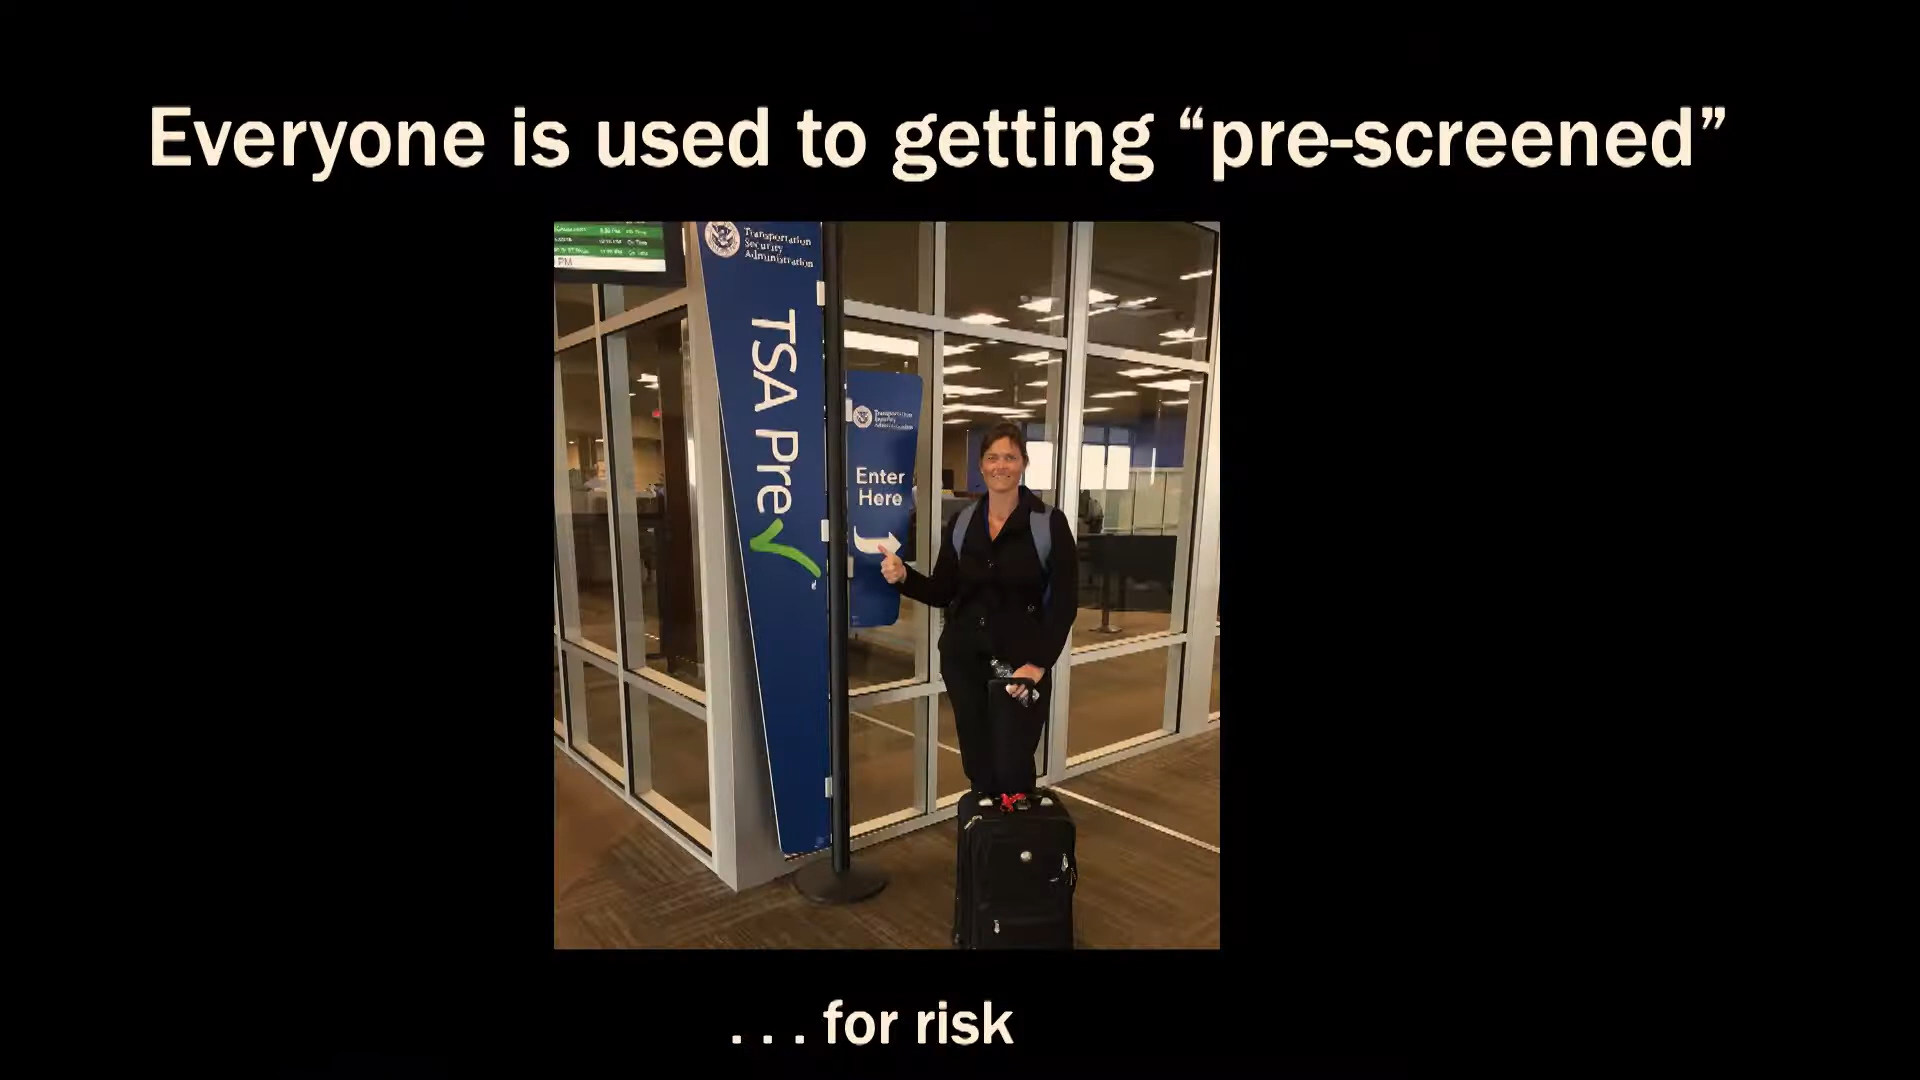 Everyone is used to getting “pre-screened”
Transportation
Security
Administration
PM
TSA Pre✓
Transportation
Security
Administration
Enter
Here
. . . for risk